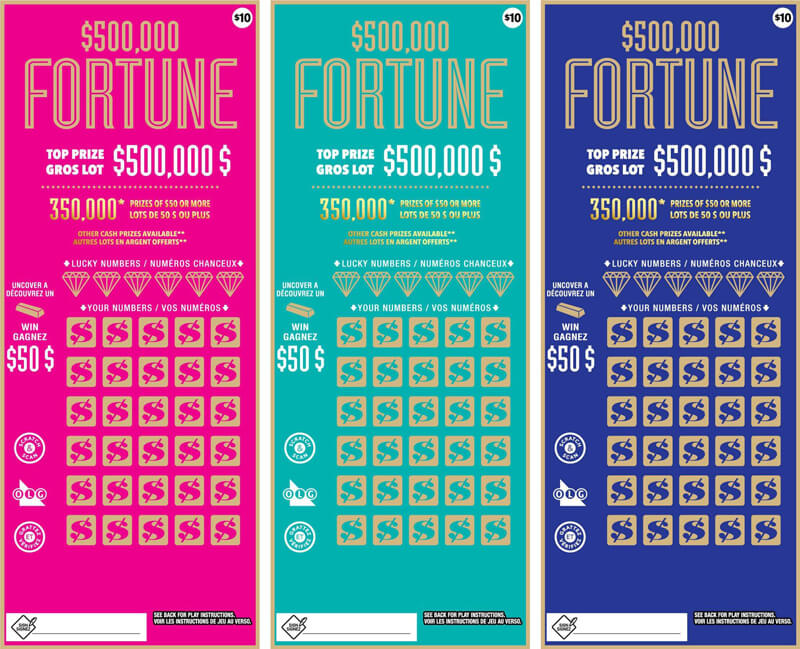 $10
$500,000
FORTUNE
TOP PRIZE
GROS LOT
$500,000 $
350,000*
PRIZES OF $50 OR MORE
LOTS DE 50 $ OU PLUS
OTHER CASH PRIZES AVAILABLE**
AUTRES LOTS EN ARGENT OFFERTS**
LUCKY NUMBERS / NUMÉROS CHANCEUX
UNCOVER A
DÉCOUVREZ UN
WIN
GAGNEZ
$50 $
YOUR NUMBERS / VOS NUMÉROS
$ $ $ $ $
$ $ $ $ $
$ $ $ $ $
$ $ $ $ $
$ $ $ $ $
$ $ $ $ $
SCRATCH & SCAN
OLG
GRATTEZ ET VÉRIFIEZ
SIGN
SIGNEZ
SEE BACK FOR PLAY INSTRUCTIONS.
VOIR LES INSTRUCTIONS DE JEU AU VERSO.
$10
$500,000
FORTUNE
TOP PRIZE
GROS LOT
$500,000 $
350,000*
PRIZES OF $50 OR MORE
LOTS DE 50 $ OU PLUS
OTHER CASH PRIZES AVAILABLE**
AUTRES LOTS EN ARGENT OFFERTS**
LUCKY NUMBERS / NUMÉROS CHANCEUX
UNCOVER A
DÉCOUVREZ UN
WIN
GAGNEZ
$50 $
YOUR NUMBERS / VOS NUMÉROS
$ $ $ $ $
$ $ $ $ $
$ $ $ $ $
$ $ $ $ $
$ $ $ $ $
$ $ $ $ $
SCRATCH & SCAN
OLG
GRATTEZ ET VÉRIFIEZ
SIGN
SIGNEZ
SEE BACK FOR PLAY INSTRUCTIONS.
VOIR LES INSTRUCTIONS DE JEU AU VERSO.
$10
$500,000
FORTUNE
TOP PRIZE
GROS LOT
$500,000 $
350,000*
PRIZES OF $50 OR MORE
LOTS DE 50 $ OU PLUS
OTHER CASH PRIZES AVAILABLE**
AUTRES LOTS EN ARGENT OFFERTS**
LUCKY NUMBERS / NUMÉROS CHANCEUX
UNCOVER A
DÉCOUVREZ UN
WIN
GAGNEZ
$50 $
YOUR NUMBERS / VOS NUMÉROS
$ $ $ $ $
$ $ $ $ $
$ $ $ $ $
$ $ $ $ $
$ $ $ $ $
$ $ $ $ $
SCRATCH & SCAN
OLG
GRATTEZ ET VÉRIFIEZ
SIGN
SIGNEZ
SEE BACK FOR PLAY INSTRUCTIONS.
VOIR LES INSTRUCTIONS DE JEU AU VERSO.